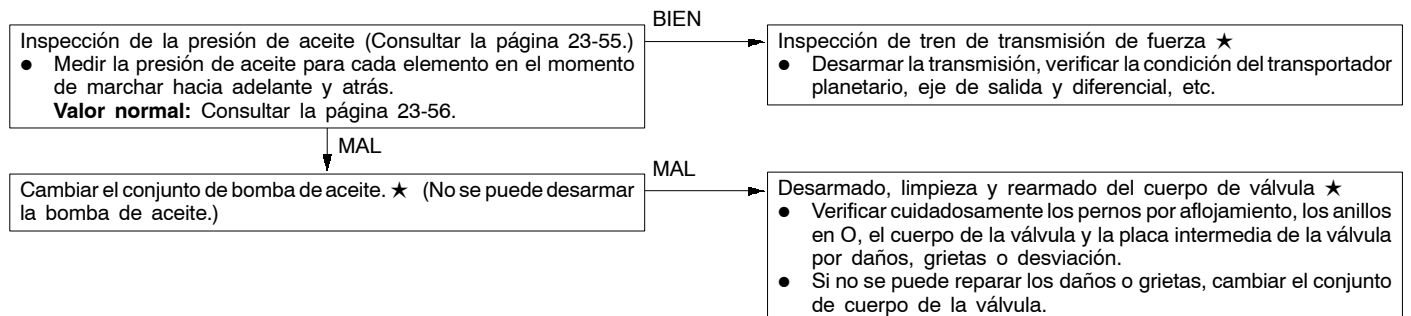 BIEN
Inspección de la presión de aceite (Consultar la página 23-55.)
● Medir la presión de aceite para cada elemento en el momento
de marchar hacia adelante y atrás.
Valor normal: Consultar la página 23-56.
Inspección de tren de transmisión de fuerza ★
● Desarmar la transmisión, verificar la condición del transportador
planetario, eje de salida y diferencial, etc.
MAL
Cambiar el conjunto de bomba de aceite. ★ (No se puede desarmar
la bomba de aceite.)
MAL
Desarmado, limpieza y rearmado del cuerpo de válvula ★
● Verificar cuidadosamente los pernos por aflojamiento, los anillos
en O, el cuerpo de la válvula y la placa intermedia de la válvula
por daños, grietas o desviación.
● Si no se puede reparar los daños o grietas, cambiar el conjunto
de cuerpo de la válvula.